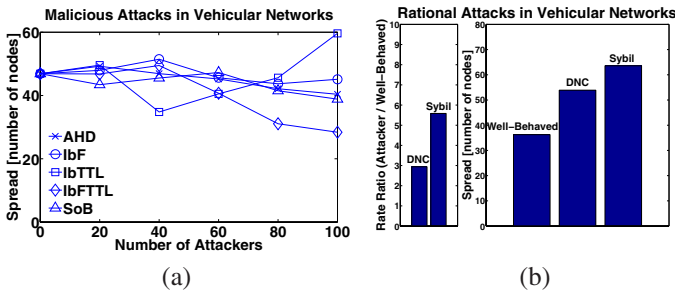 Malicious Attacks in Vehicular Networks
Spread [number of nodes]
60
40
20
0
AHD
IbF
IbTTL
IbFTTL
SoB
0 20 40 60 80 100
Number of Attackers
(a)
Rational Attacks in Vehicular Networks
Rate Ratio (Attacker / Well-Behaved)
10
9
8
7
6
5
4
3
2
1
0
DNC
Sybil
Spread [number of nodes]
80
70
60
50
40
30
20
10
0
Well-Behaved
DNC
Sybil
(b)